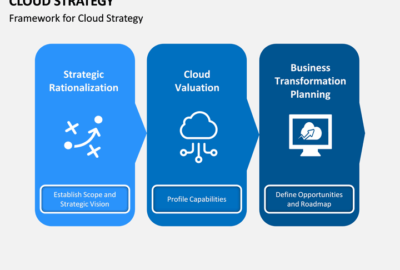 CLOUD STRATEGY
Framework for Cloud Strategy
Strategic
Rationalization
Establish Scope and
Strategic Vision
Cloud
Valuation
Profile Capabilities
Business
Transformation
Planning
Define Opportunities
and Roadmap